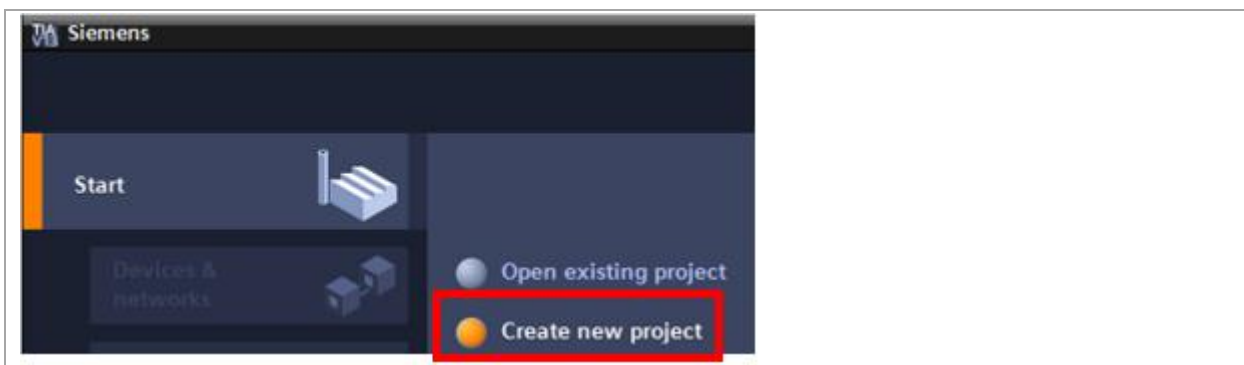 Siemens
Start
Devices &
networks
Open existing project
Create new project